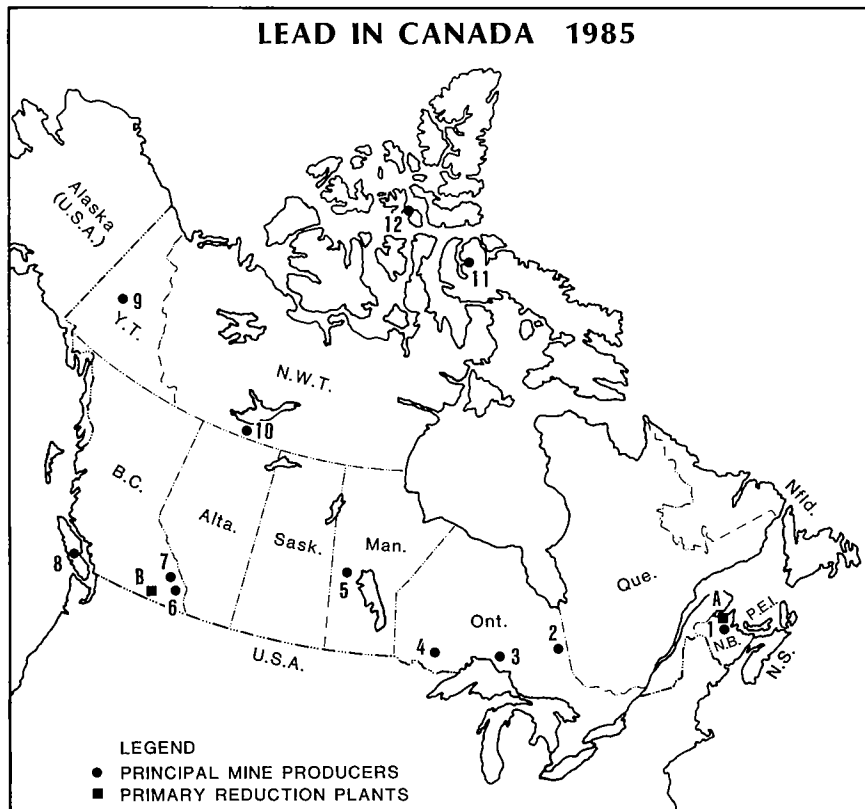 LEAD IN CANADA 1985
Alaska
(U.S.A.)
12
11
9
Y.T.
N.W.T.
10
B.C.
Alta.
Sask.
Man.
Nfld.
8
7
B
6
5
Que.
A
P.E.I.
1
N.B.
N.S.
Ont.
2
4
3
U.S.A.
LEGEND
● PRINCIPAL MINE PRODUCERS
■ PRIMARY REDUCTION PLANTS